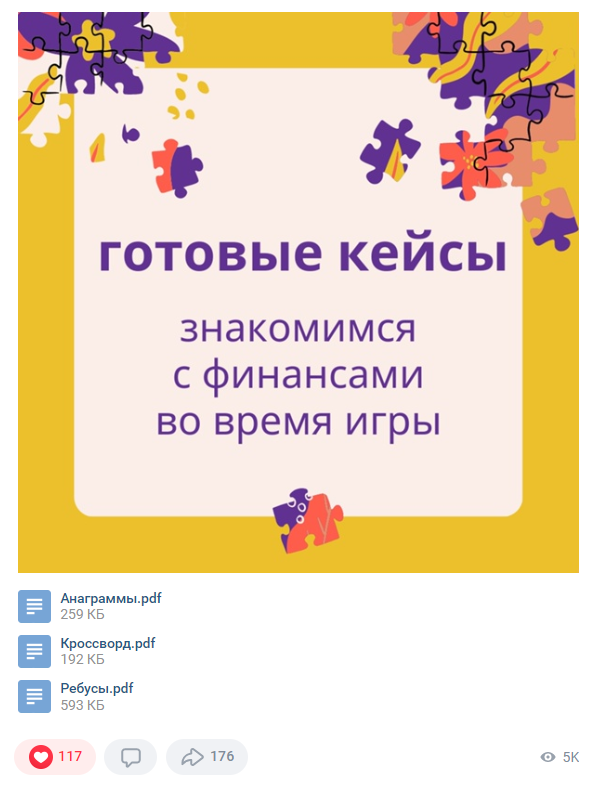 готовые кейсы
знакомимся
с финансами
во время игры
Анаграммы.pdf
259 КБ
Кроссворд.pdf
192 КБ
Ребусы.pdf
593 КБ
117
176
5K